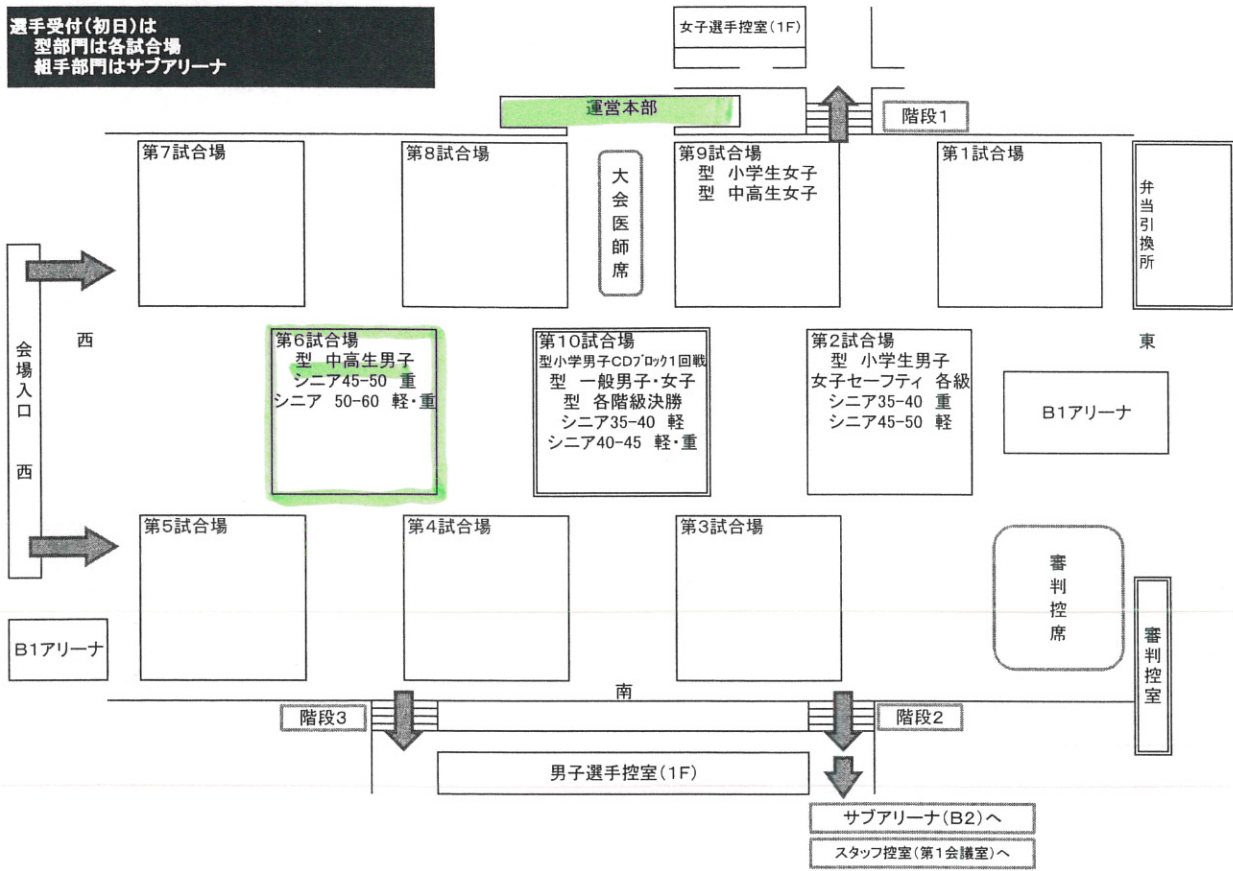 選手受付(初日)は
型部門は各試合場
組手部門はサブアリーナ
女子選手控室(1F)
運営本部
階段1
第7試合場
第8試合場
大会医師席
第9試合場
型 小学生女子
型 中高生女子
第1試合場
弁当引換所
会場入口 西
西
第6試合場
型 中高生男子
シニア45-50 重
シニア 50-60 軽・重
第10試合場
型小学男子CDブロック1回戦
型 一般男子・女子
型 各階級決勝
シニア35-40 軽
シニア40-45 軽・重
第2試合場
型 小学生男子
女子セーフティ 各級
シニア35-40 重
シニア45-50 軽
東
B1アリーナ
第5試合場
第4試合場
第3試合場
審判控席
審判控室
B1アリーナ
南
階段3
階段2
男子選手控室(1F)
サブアリーナ(B2)へ
スタッフ控室(第1会議室)へ